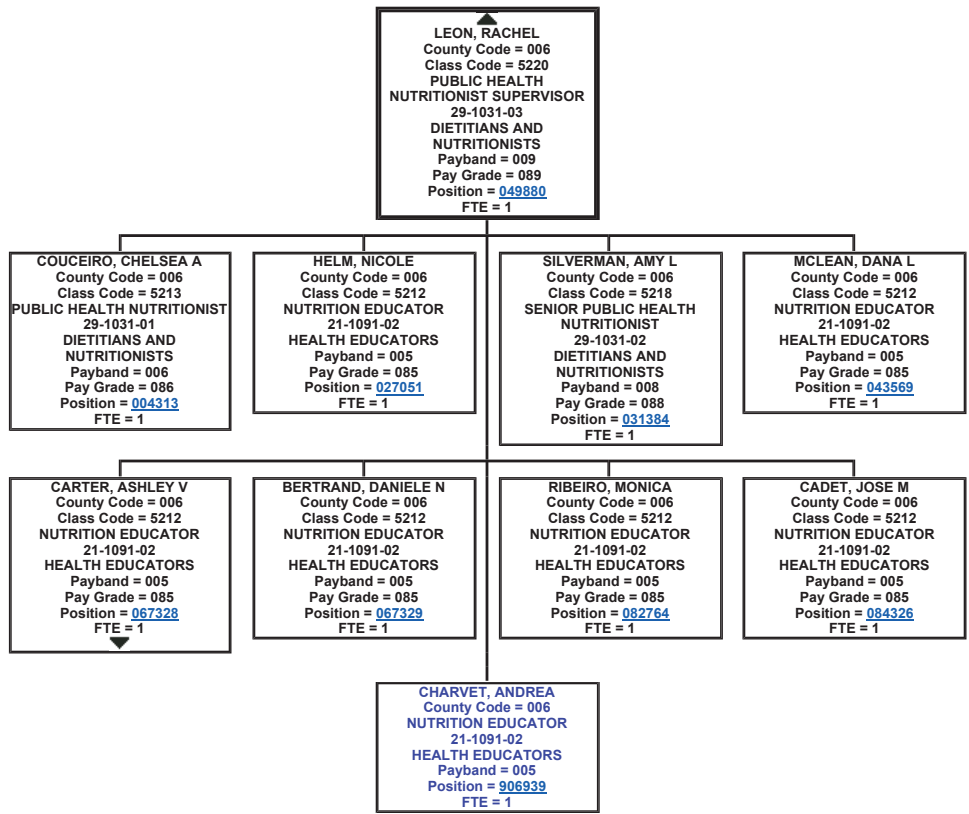 LEON, RACHEL
County Code = 006
Class Code = 5220
PUBLIC HEALTH
NUTRITIONIST SUPERVISOR
29-1031-03
DIETITIANS AND
NUTRITIONISTS
Payband = 009
Pay Grade = 089
Position = 049880
FTE = 1
COUCEIRO, CHELSEA A
County Code = 006
Class Code = 5213
PUBLIC HEALTH NUTRITIONIST
29-1031-01
DIETITIANS AND
NUTRITIONISTS
Payband = 006
Pay Grade = 086
Position = 004313
FTE = 1
HELM, NICOLE
County Code = 006
Class Code = 5212
NUTRITION EDUCATOR
21-1091-02
HEALTH EDUCATORS
Payband = 005
Pay Grade = 085
Position = 027051
FTE = 1
SILVERMAN, AMY L
County Code = 006
Class Code = 5218
SENIOR PUBLIC HEALTH
NUTRITIONIST
29-1031-02
DIETITIANS AND
NUTRITIONISTS
Payband = 008
Pay Grade = 088
Position = 031384
FTE = 1
MCLEAN, DANA L
County Code = 006
Class Code = 5212
NUTRITION EDUCATOR
21-1091-02
HEALTH EDUCATORS
Payband = 005
Pay Grade = 085
Position = 043569
FTE = 1
CARTER, ASHLEY V
County Code = 006
Class Code = 5212
NUTRITION EDUCATOR
21-1091-02
HEALTH EDUCATORS
Payband = 005
Pay Grade = 085
Position = 067328
FTE = 1
BERTRAND, DANIELE N
County Code = 006
Class Code = 5212
NUTRITION EDUCATOR
21-1091-02
HEALTH EDUCATORS
Payband = 005
Pay Grade = 085
Position = 067329
FTE = 1
RIBEIRO, MONICA
County Code = 006
Class Code = 5212
NUTRITION EDUCATOR
21-1091-02
HEALTH EDUCATORS
Payband = 005
Pay Grade = 085
Position = 082764
FTE = 1
CADET, JOSE M
County Code = 006
Class Code = 5212
NUTRITION EDUCATOR
21-1091-02
HEALTH EDUCATORS
Payband = 005
Pay Grade = 085
Position = 084326
FTE = 1
CHARVET, ANDREA
County Code = 006
NUTRITION EDUCATOR
21-1091-02
HEALTH EDUCATORS
Payband = 005
Position = 906939
FTE = 1